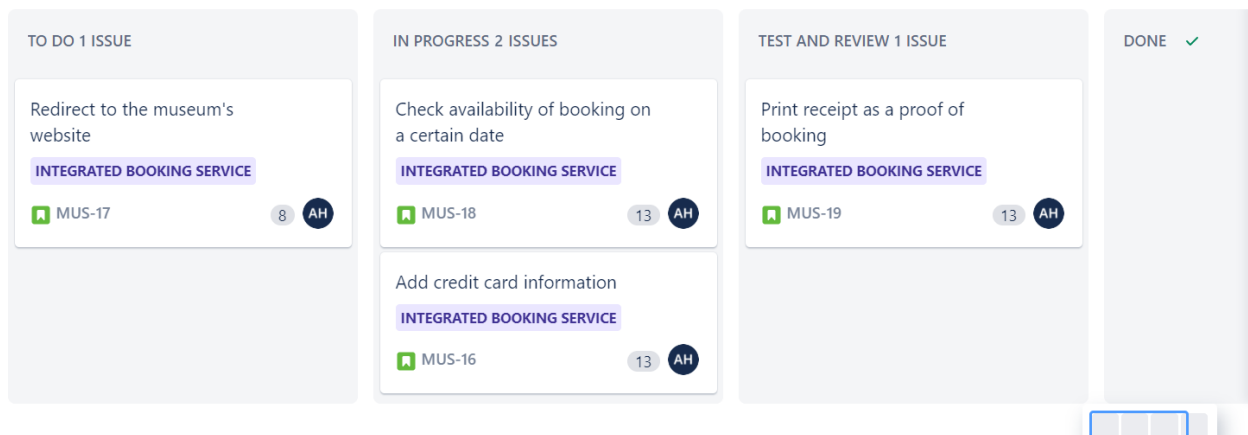 TO DO 1 ISSUE
Redirect to the museum's
website
INTEGRATED BOOKING SERVICE
MUS-17
8
AH
IN PROGRESS 2 ISSUES
Check availability of booking on
a certain date
INTEGRATED BOOKING SERVICE
MUS-18
13
AH
Add credit card information
INTEGRATED BOOKING SERVICE
MUS-16
13
AH
TEST AND REVIEW 1 ISSUE
Print receipt as a proof of
booking
INTEGRATED BOOKING SERVICE
MUS-19
13
AH
DONE